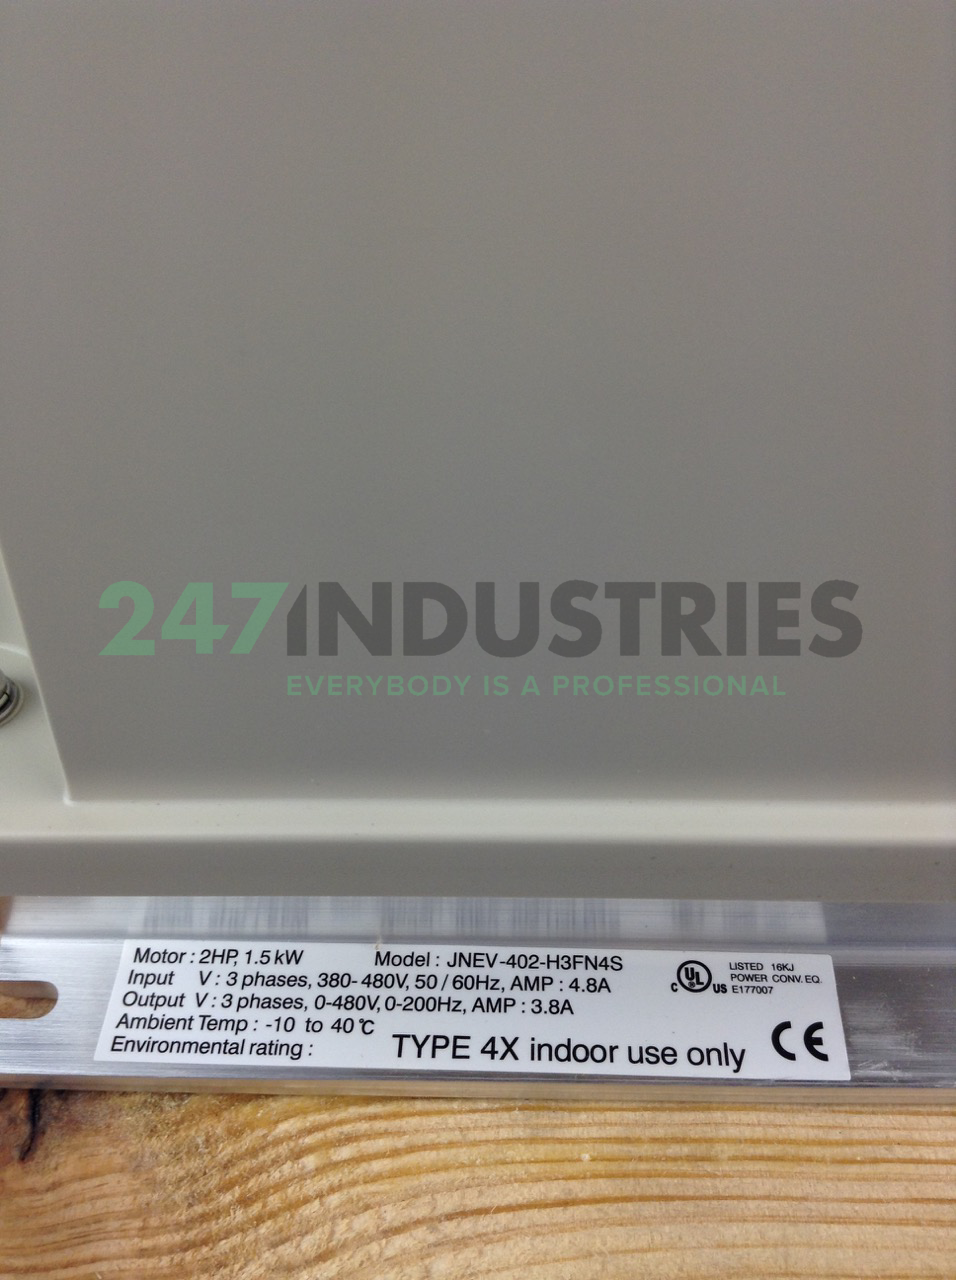 247INDUSTRIES
EVERYBODY IS A PROFESSIONAL
Motor : 2HP, 1.5 kW Model : JNEV-402-H3FN4S
Input V : 3 phases, 380- 480V, 50 / 60Hz, AMP : 4.8A
Output V : 3 phases, 0-480V, 0-200Hz, AMP : 3.8A
Ambient Temp : -10 to 40 ℃
Environmental rating : TYPE 4X indoor use only
C UL US
LISTED 16KJ
POWER CONV. EQ.
E177007
CE